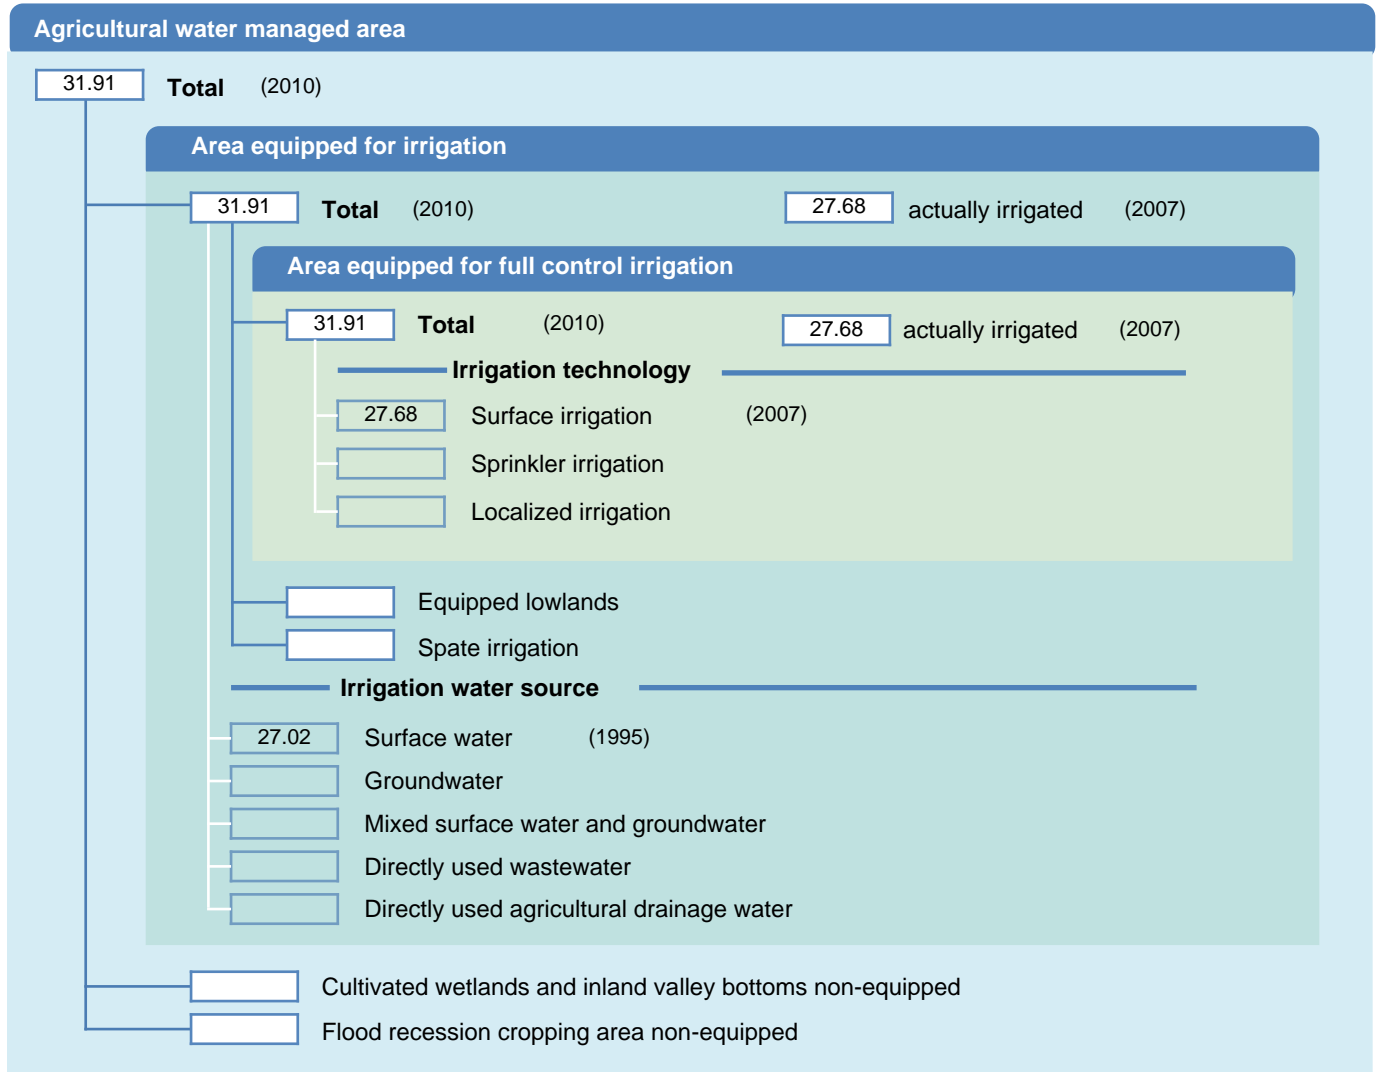 Agricultural water managed area
31.91 Total (2010)
Area equipped for irrigation
31.91 Total (2010) 27.68 actually irrigated (2007)
Area equipped for full control irrigation
31.91 Total (2010) 27.68 actually irrigated (2007)
Irrigation technology
27.68 Surface irrigation (2007)
Sprinkler irrigation
Localized irrigation
Equipped lowlands
Spate irrigation
Irrigation water source
27.02 Surface water (1995)
Groundwater
Mixed surface water and groundwater
Directly used wastewater
Directly used agricultural drainage water
Cultivated wetlands and inland valley bottoms non-equipped
Flood recession cropping area non-equipped